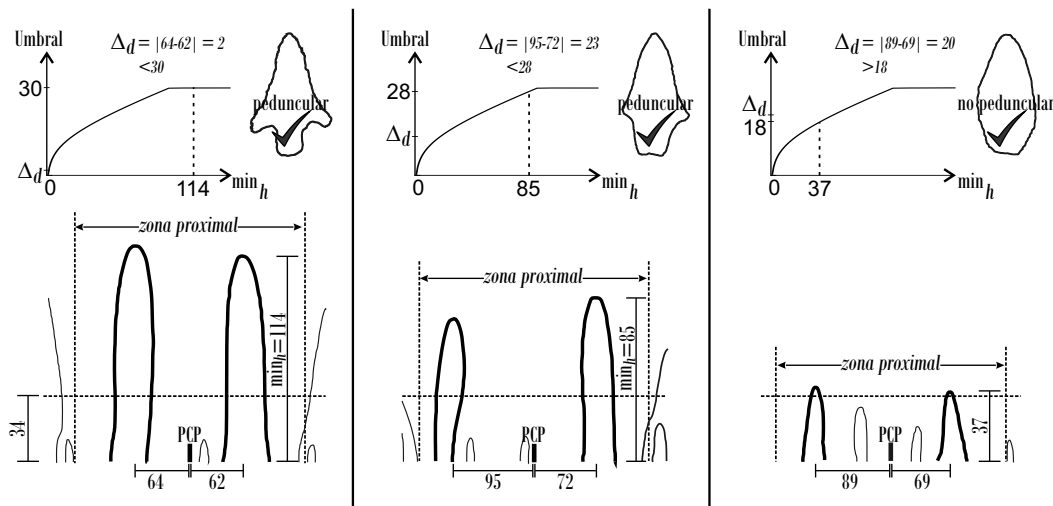 Umbral
Δd = |64-62| = 2
<30
30
peduncular
Δd
0
114
minh
zona proximal
minh=114
34
PCP
64
62
Δd = |95-72| = 23
<28
28
peduncular
Δd
0
85
minh
zona proximal
minh=85
PCP
95
72
Umbral
Δd = |89-69| = 20
>18
Δd
18
no peduncular
0
37
minh
zona proximal
37
PCP
89
69